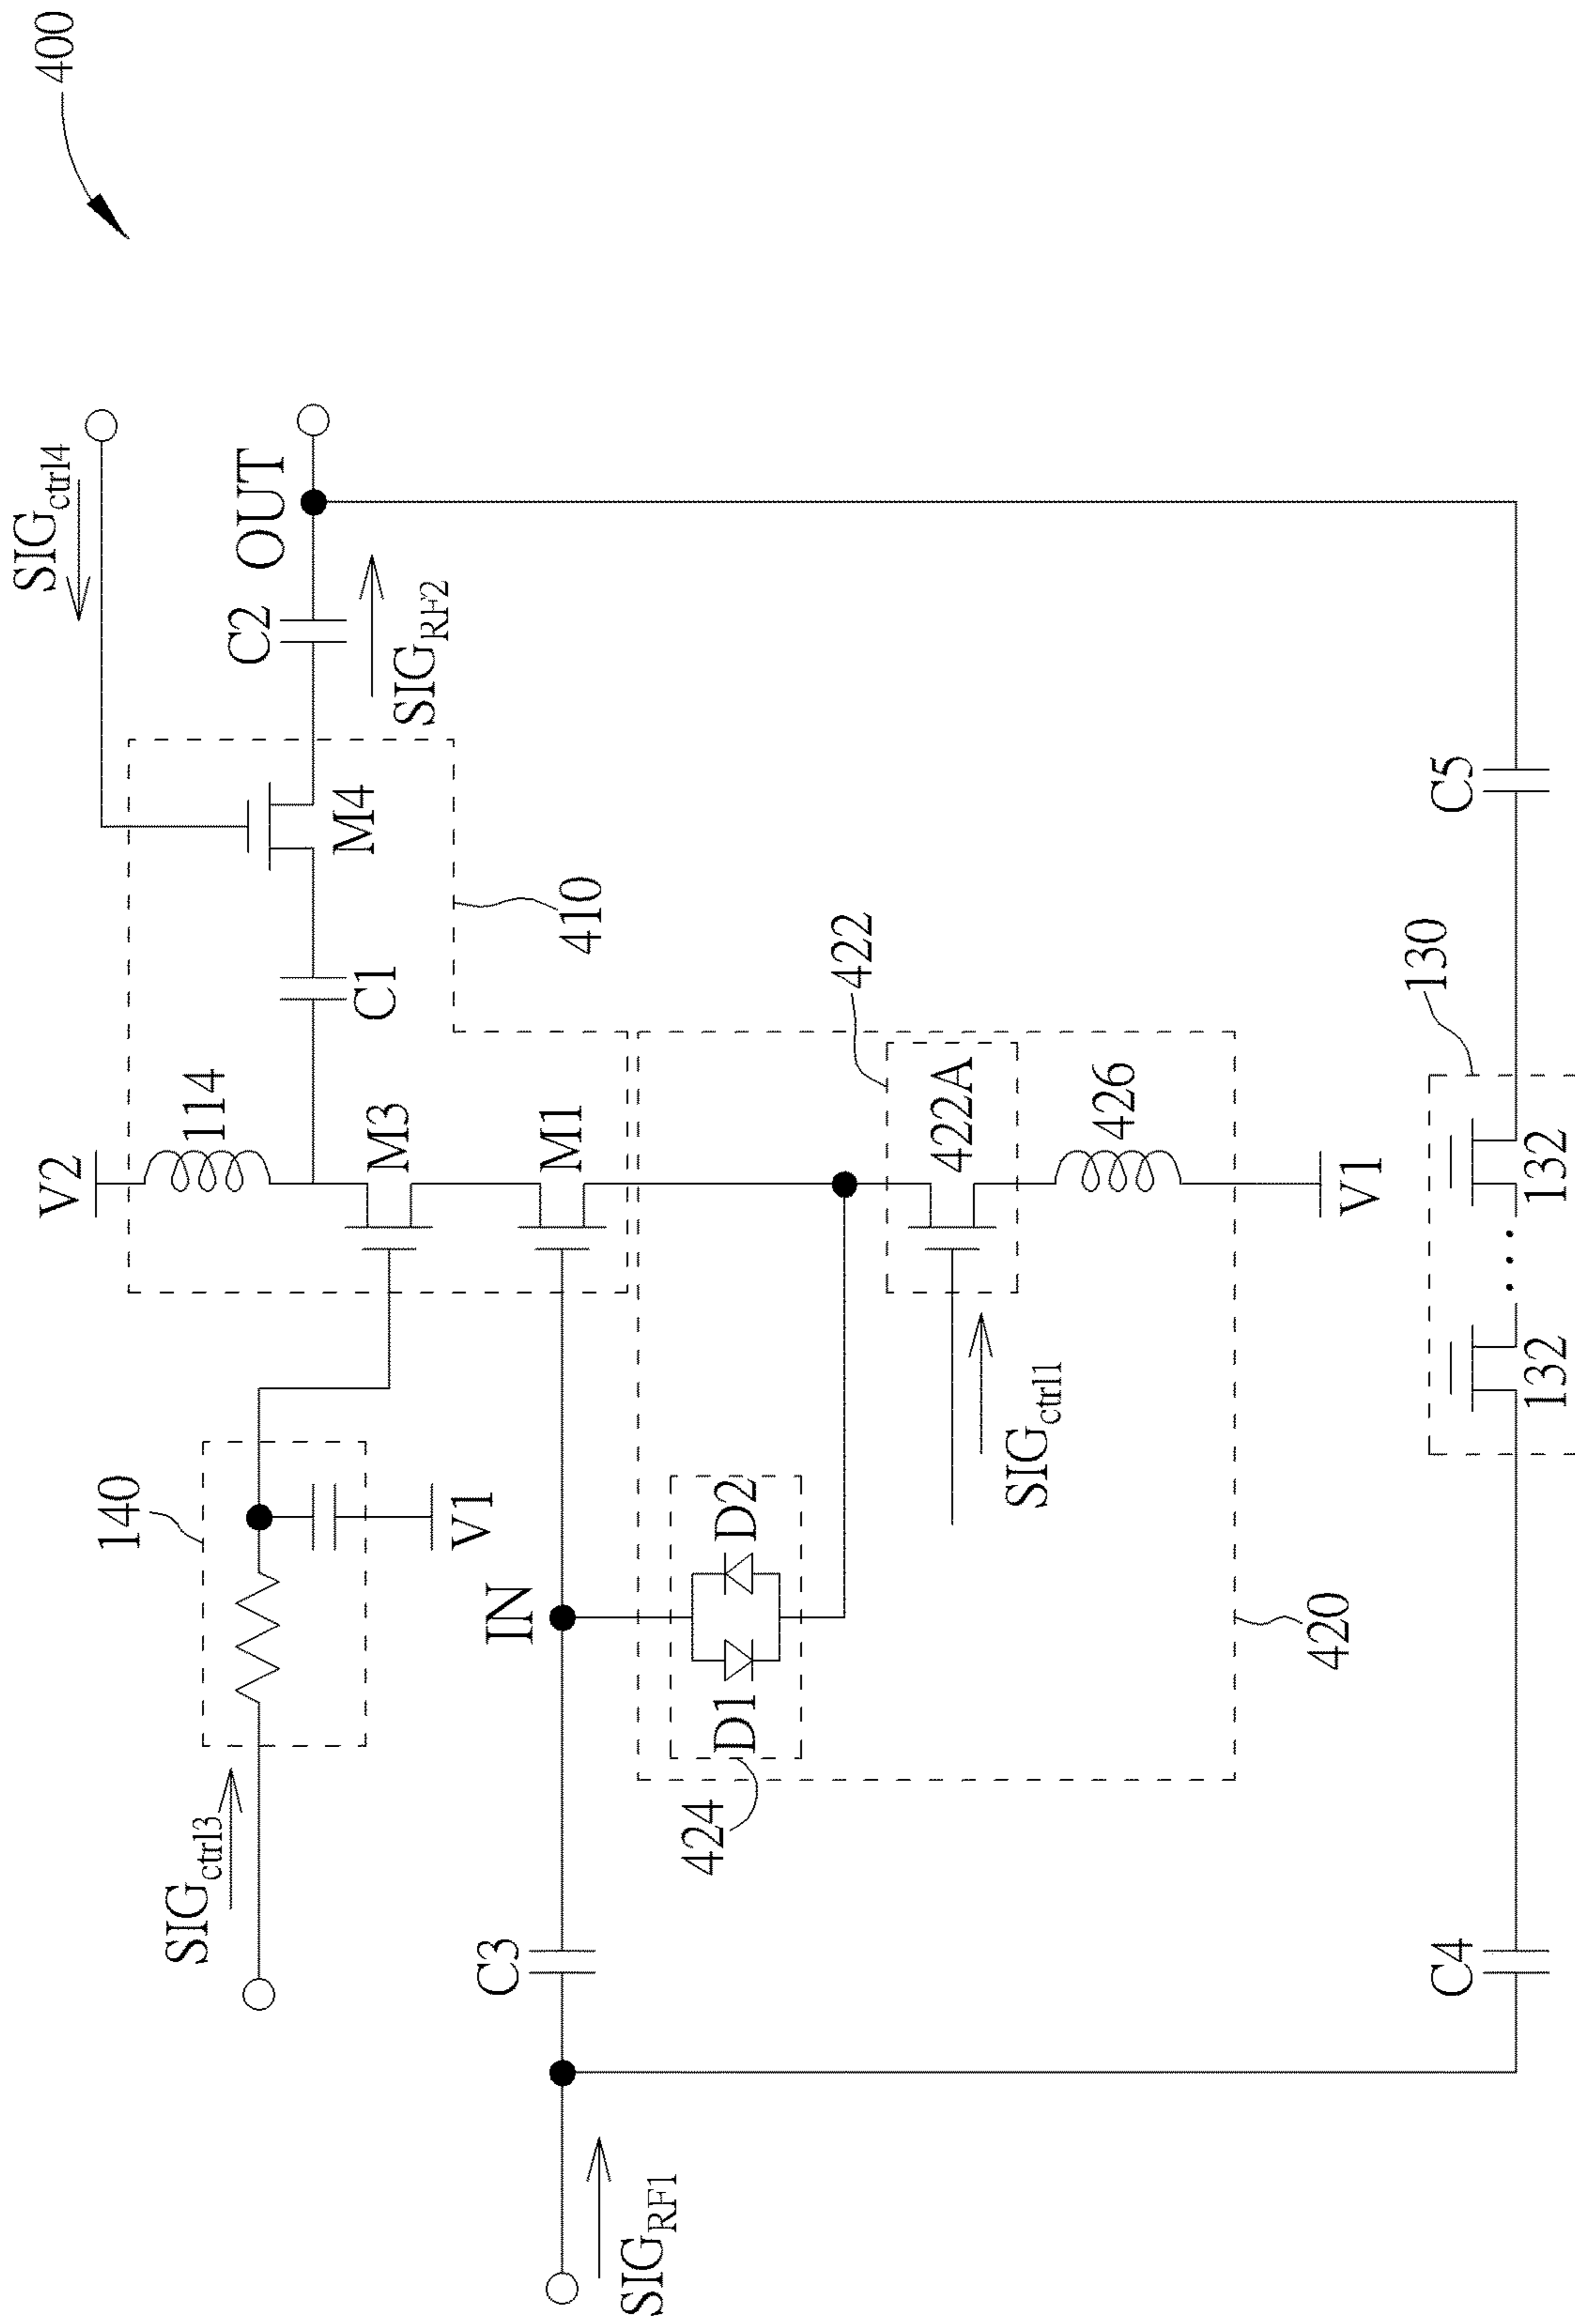 400
SIGctrl4
V2
114
OUT
C2
SIGRF2
M4
C1
410
M3
M1
140
SIGctrl3
V1
IN
C3
SIGRF1
D1
D2
424
422
422A
SIGctrl1
426
V1
420
130
C4
132
...
132
C5